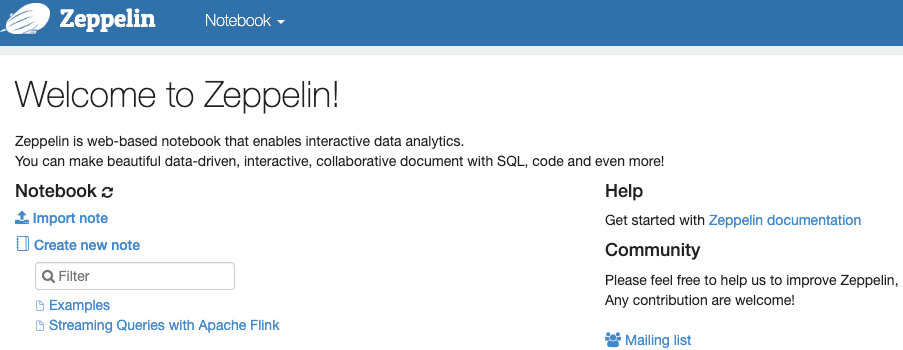 Zeppelin Notebook
Welcome to Zeppelin!
Zeppelin is web-based notebook that enables interactive data analytics.
You can make beautiful data-driven, interactive, collaborative document with SQL, code and even more!
Notebook
Import note
Create new note
Filter
Examples
Streaming Queries with Apache Flink
Help
Get started with Zeppelin documentation
Community
Please feel free to help us to improve Zeppelin,
Any contribution are welcome!
Mailing list